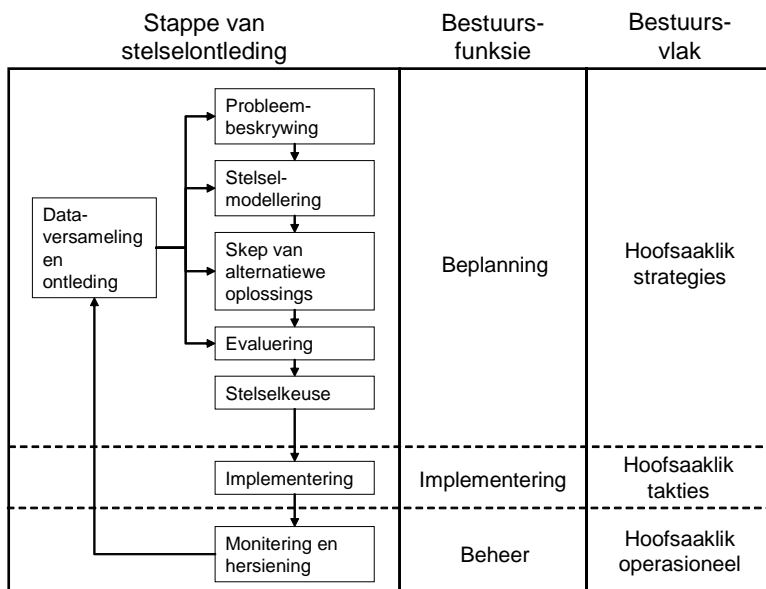 Stappe van
stelselontleding
Bestuurs-
funksie
Bestuurs-
vlak
Probleem-
beskrywing
Stelsel-
modellering
Data-
versameling
en
ontleding
Skep van
alternatiewe
oplossings
Evaluering
Stelselkeuse
Beplanning
Hoofsaaklik
strategies
Implementering
Implementering
Hoofsaaklik
takties
Monitering en
hersiening
Beheer
Hoofsaaklik
operasioneel